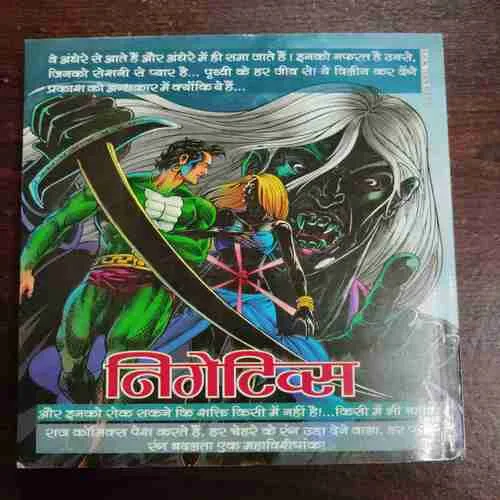 वे अंधेरे से आते हैं और अंधेरे में ही समा जाते हैं! इनको नफरत है उनसे,
जिनको रोशनी से प्यार है... पृथ्वी के हर जीव से! वे विलीन कर देंगे
प्रकाश को अन्धकार में क्योंकि वे हैं...
निगेटिव्स
और इनको रोक सकने कि शक्ति किसी में नहीं है!...किसी में भी
राज कॉमिक्स पेश करते हैं, हर चेहरे के रंग उड़ा देने वाला, हर
रंग बदलता एक महाविशेषांक!